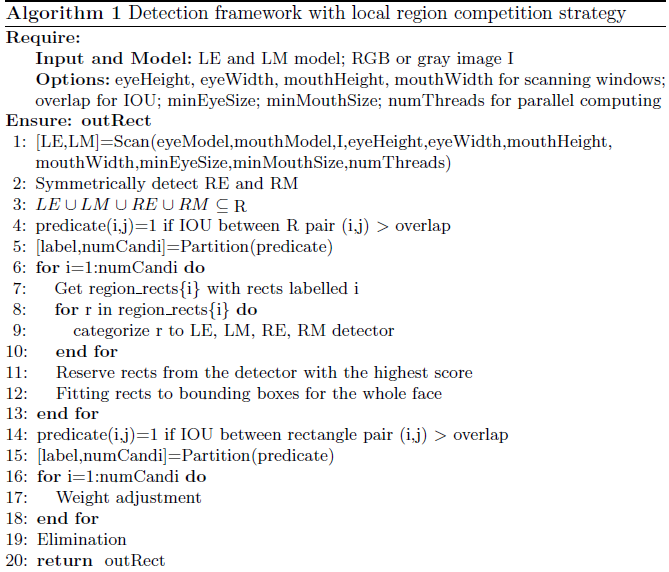 Algorithm 1 Detection framework with local region competition strategy
Require:
Input and Model: LE and LM model; RGB or gray image I
Options: eyeHeight, eyeWidth, mouthHeight, mouthWidth for scanning windows;
overlap for IOU; minEyeSize; minMouthSize; numThreads for parallel computing
Ensure: outRect
1: [LE,LM]=Scan(eyeModel,mouthModel,I,eyeHeight,eyeWidth,mouthHeight,
mouthWidth,minEyeSize,minMouthSize,numThreads)
2: Symmetrically detect RE and RM
3: LE ∪ LM ∪ RE ∪ RM ⊆ R
4: predicate(i,j)=1 if IOU between R pair (i,j) > overlap
5: [label,numCandi]=Partition(predicate)
6: for i=1:numCandi do
7: Get region_rects{i} with rects labelled i
8: for r in region_rects{i} do
9: categorize r to LE, LM, RE, RM detector
10: end for
11: Reserve rects from the detector with the highest score
12: Fitting rects to bounding boxes for the whole face
13: end for
14: predicate(i,j)=1 if IOU between rectangle pair (i,j) > overlap
15: [label,numCandi]=Partition(predicate)
16: for i=1:numCandi do
17: Weight adjustment
18: end for
19: Elimination
20: return outRect